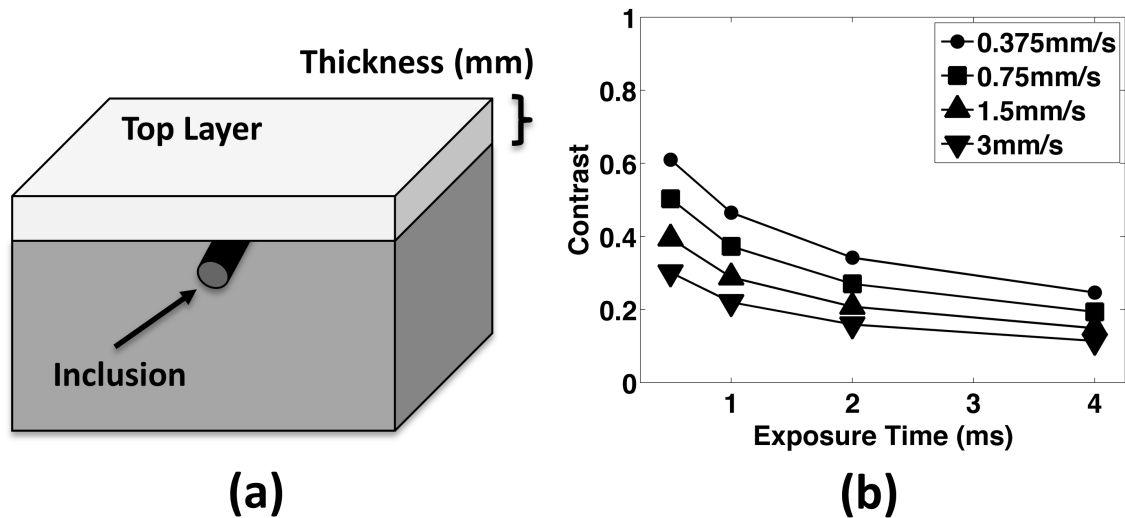 Thickness (mm)
Top Layer
Inclusion
(a)
1
0.8
0.6
0.4
0.2
0
Contrast
0.375mm/s
0.75mm/s
1.5mm/s
3mm/s
1
2
3
4
Exposure Time (ms)
(b)